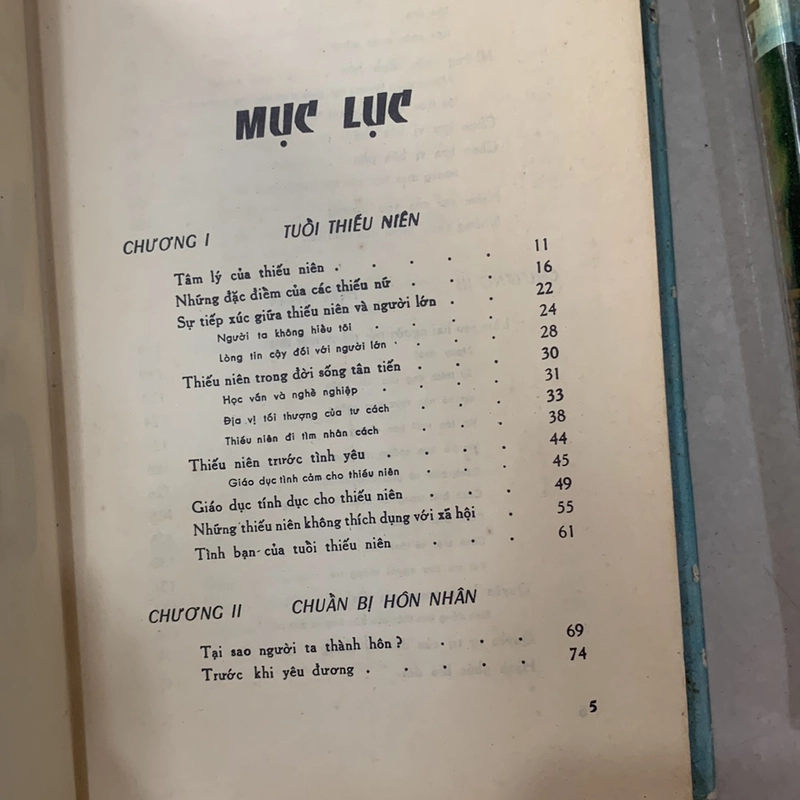 MỤC LỤC
CHƯƠNG I TUỔI THIẾU NIÊN
Tâm lý của thiếu niên . . . . . . 11
Những đặc điểm của các thiếu nữ . . . 16
Sự tiếp xúc giữa thiếu niên và người lớn . . 22
Người ta không hiểu tôi . . . . 24
Lòng tin cậy đối với người lớn . . . . 28
Thiếu niên trong đời sống tân tiến . . . . 30
Học vấn và nghề nghiệp . . . . 31
Địa vị tối thượng của tư cách . . . 33
Thiếu niên đi tìm nhân cách . . . 38
Thiếu niên trước tình yêu . . . . . 44
Giáo dục tình cảm cho thiếu niên . . . 45
Giáo dục tính dục cho thiếu niên . . . 49
Những thiếu niên không thích dụng với xã hội . 55
Tình bạn của tuổi thiếu niên . . . 61
CHƯƠNG II CHUẨN BỊ HÔN NHÂN
Tại sao người ta thành hôn ? . . . 69
Trước khi yêu đương . . . . . 74
5